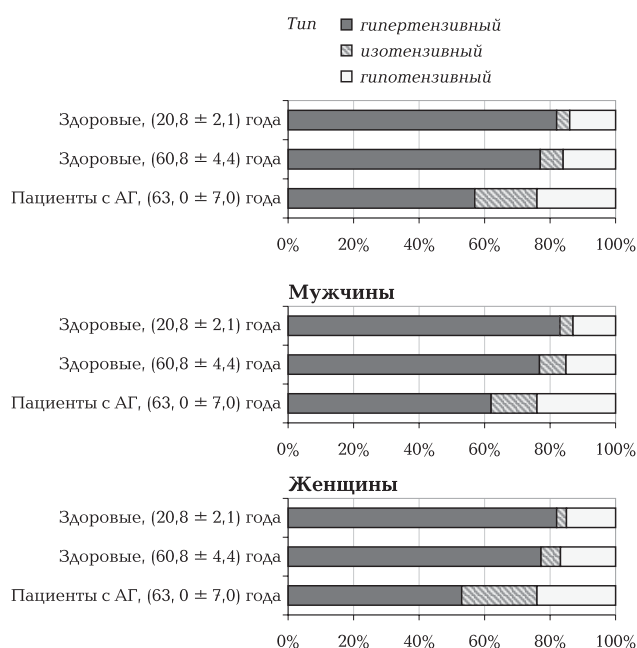 Тип гипертензивный
изотензивный
гипотензивный
Здоровые, (20,8 ± 2,1) года
Здоровые, (60,8 ± 4,4) года
Пациенты с АГ, (63, 0 ± 7,0) года
0% 20% 40% 60% 80% 100%
Мужчины
Здоровые, (20,8 ± 2,1) года
Здоровые, (60,8 ± 4,4) года
Пациенты с АГ, (63, 0 ± 7,0) года
0% 20% 40% 60% 80% 100%
Женщины
Здоровые, (20,8 ± 2,1) года
Здоровые, (60,8 ± 4,4) года
Пациенты с АГ, (63, 0 ± 7,0) года
0% 20% 40% 60% 80% 100%